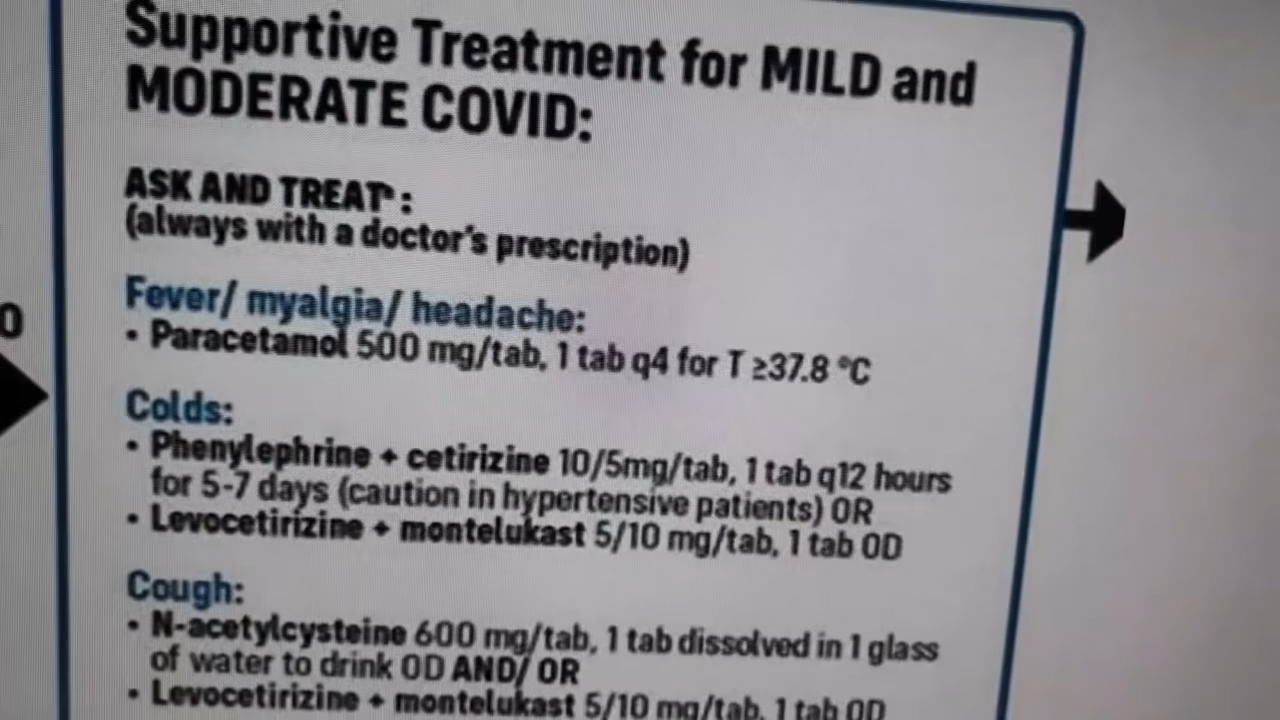 Supportive Treatment for MILD and
MODERATE COVID:
ASK AND TREAT*:
(always with a doctor's prescription)
Fever/ myalgia/ headache:
• Paracetamol 500 mg/tab, 1 tab q4 for T ≥37.8 °C
Colds:
• Phenylephrine + cetirizine 10/5mg/tab, 1 tab q12 hours
for 5-7 days (caution in hypertensive patients) OR
• Levocetirizine + montelukast 5/10 mg/tab, 1 tab OD
Cough:
• N-acetylcysteine 600 mg/tab, 1 tab dissolved in 1 glass
of water to drink OD AND/ OR
• Levocetirizine + montelukast 5/10 mg/tab, 1 tab OD